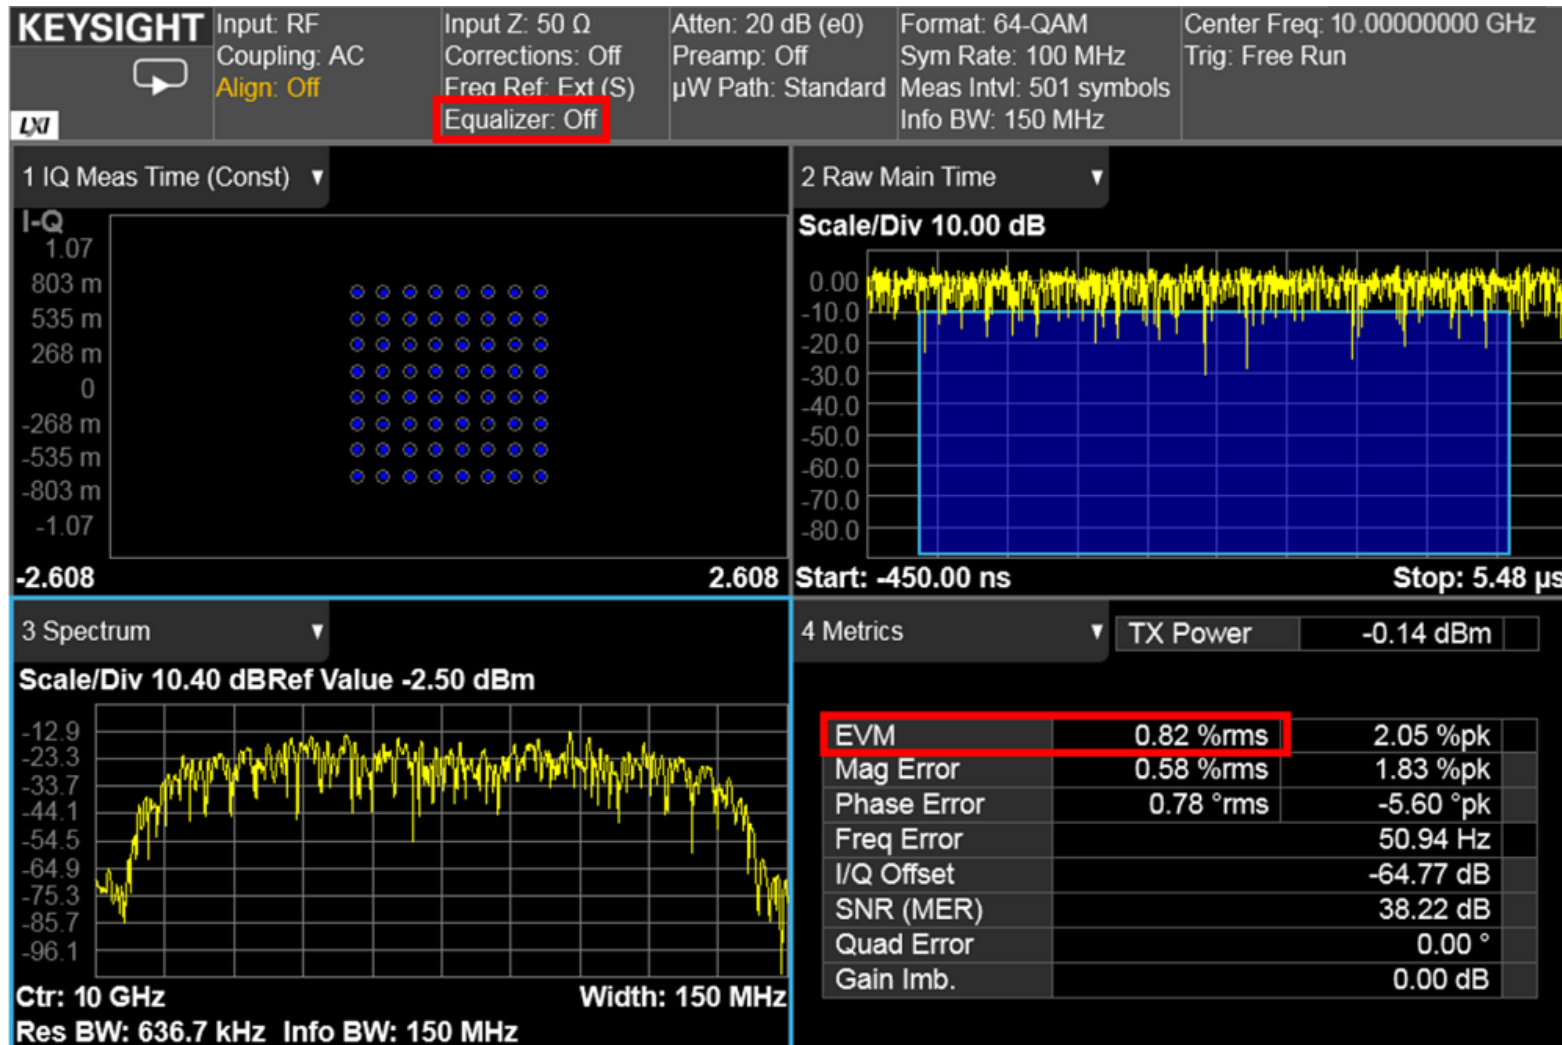 KEYSIGHT
LXI
Input: RF
Coupling: AC
Align: Off
Input Z: 50 Ω
Corrections: Off
Freq Ref: Ext (S)
Equalizer: Off
Atten: 20 dB (e0)
Preamp: Off
µW Path: Standard
Format: 64-QAM
Sym Rate: 100 MHz
Meas Intvl: 501 symbols
Info BW: 150 MHz
Center Freq: 10.00000000 GHz
Trig: Free Run
1 IQ Meas Time (Const) ▼
I-Q
1.07
803 m
535 m
268 m
0
-268 m
-535 m
-803 m
-1.07
-2.608 2.608
2 Raw Main Time ▼
Scale/Div 10.00 dB
0.00
-10.0
-20.0
-30.0
-40.0
-50.0
-60.0
-70.0
-80.0
Start: -450.00 ns Stop: 5.48 µs
3 Spectrum ▼
Scale/Div 10.40 dBRef Value -2.50 dBm
-12.9
-23.3
-33.7
-44.1
-54.5
-64.9
-75.3
-85.7
-96.1
Ctr: 10 GHz Width: 150 MHz
Res BW: 636.7 kHz Info BW: 150 MHz
4 Metrics ▼
TX Power -0.14 dBm
EVM 0.82 %rms 2.05 %pk
Mag Error 0.58 %rms 1.83 %pk
Phase Error 0.78 °rms -5.60 °pk
Freq Error 50.94 Hz
I/Q Offset -64.77 dB
SNR (MER) 38.22 dB
Quad Error 0.00 °
Gain Imb. 0.00 dB